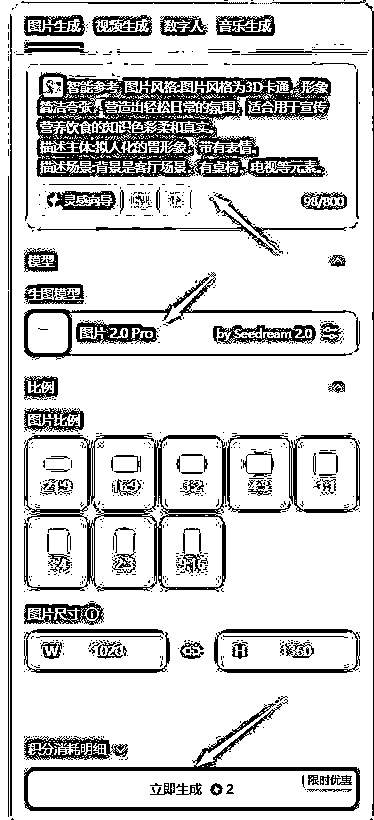 图片生成 视频生成 数字人 音乐生成
智能参考 图片风格:图片风格为3D卡通，形象
简洁夸张，营造出轻松日常的氛围，适合用于宣传
营养饮食的知识色彩柔和真实。
描述主体:拟人化的胃形象，带有表情。
描述场景:背景是客厅场景，有桌椅、电视等元素。
灵感向导
98/800
模型
生图模型
图片 2.0 Pro by Seedream 2.0
比例
图片比例
21:9 16:9 3:2 4:3 1:1
3:4 2:3 9:16
图片尺寸
W 1020 H 1360
积分消耗明细
限时优惠
立即生成 2